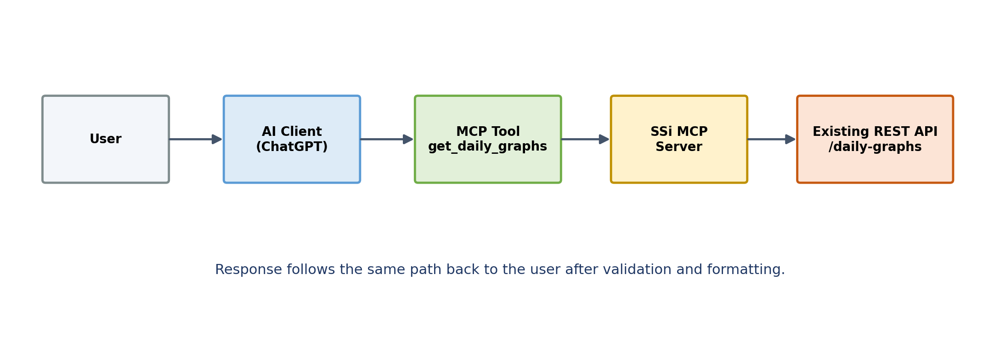 User
AI Client
(ChatGPT)
MCP Tool
get_daily_graphs
SSi MCP
Server
Existing REST API
/daily-graphs
Response follows the same path back to the user after validation and formatting.